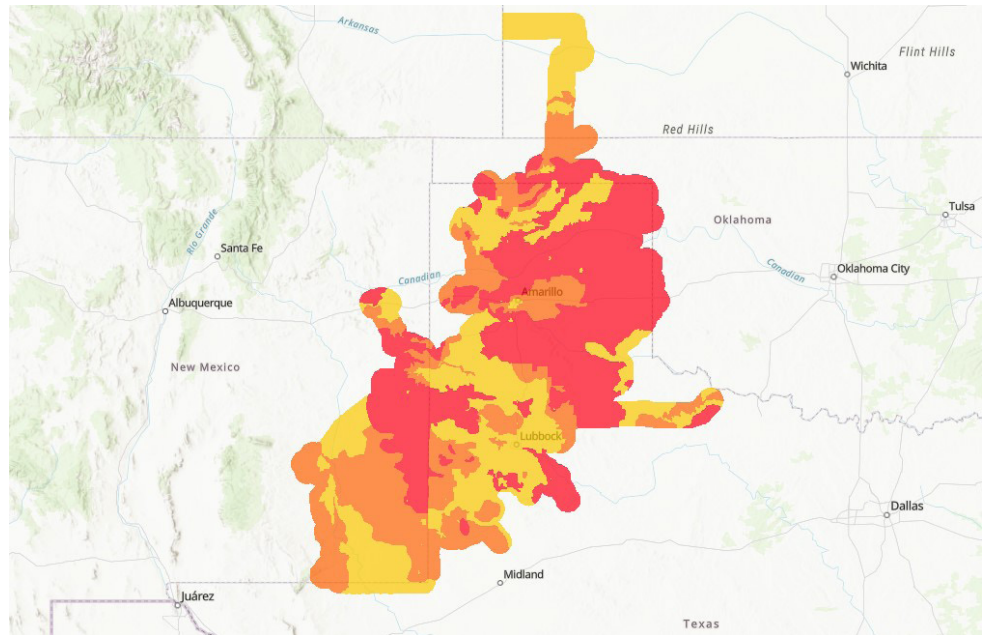 Arkansas
Flint Hills
Wichita
Red Hills
Tulsa
Rio Grande
Oklahoma
Santa Fe
Canadian
Canadian
Oklahoma City
Amarillo
Albuquerque
New Mexico
Lubbock
Dallas
Midland
Juárez
Texas